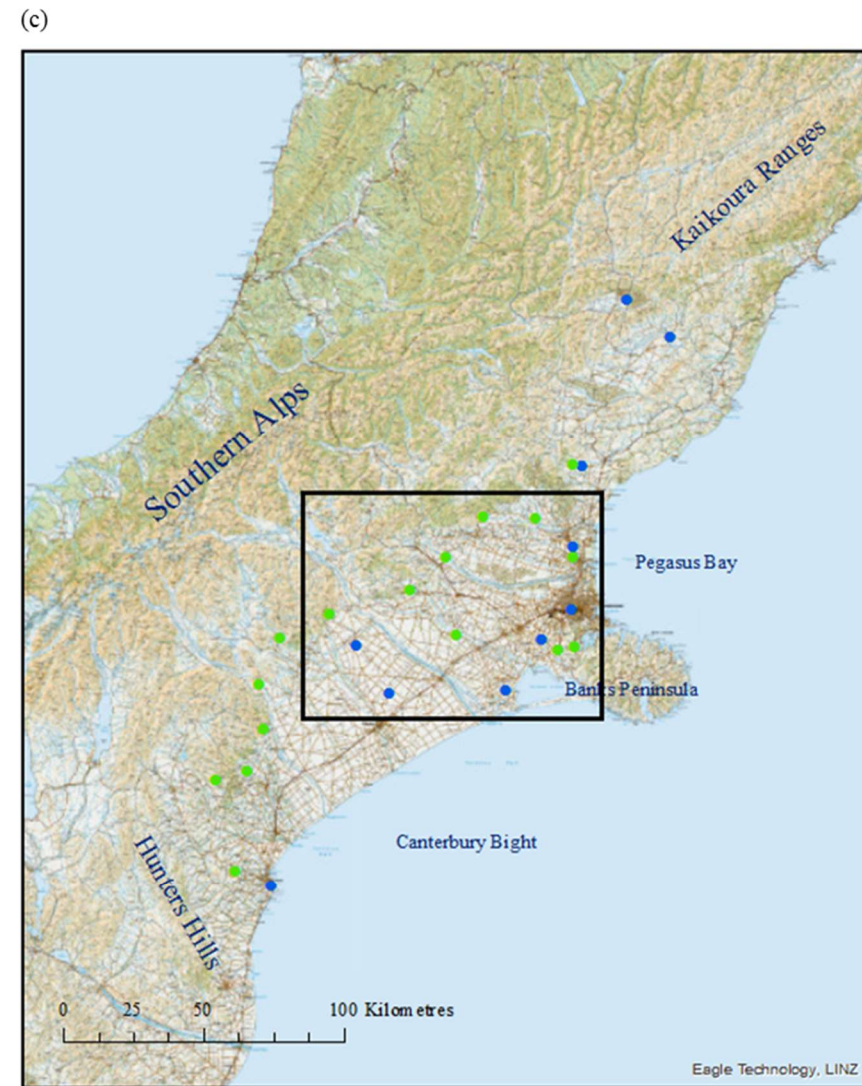 (c)
Kaikoura Ranges
Southern Alps
Pegasus Bay
Banks Peninsula
Canterbury Bight
Hunters Hills
0 25 50 100 Kilometres
Eagle Technology, LINZ